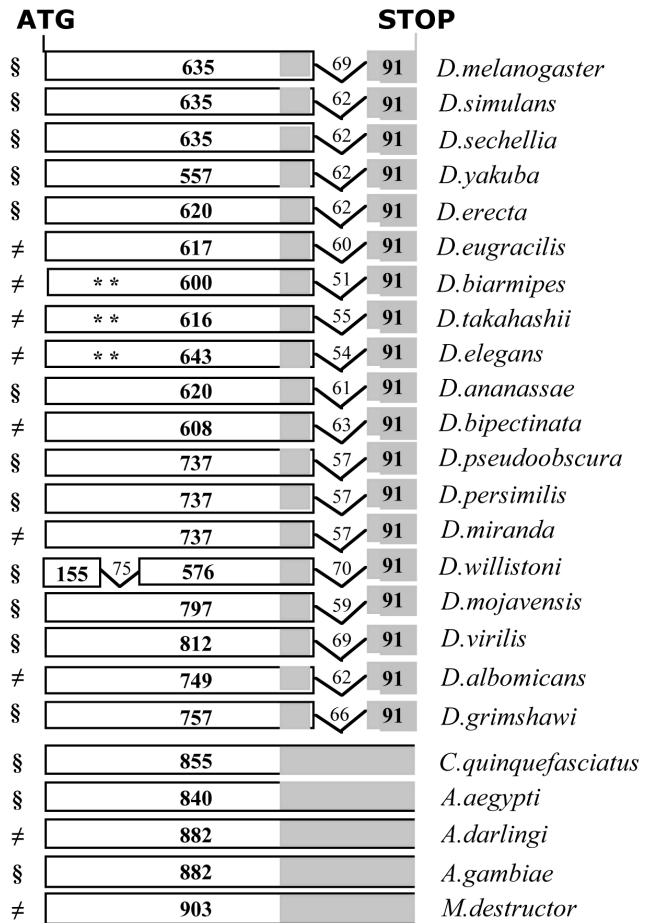 ATG STOP
§ 635 69 91 D.melanogaster
§ 635 62 91 D.simulans
§ 635 62 91 D.sechellia
§ 557 62 91 D.yakuba
§ 620 62 91 D.erecta
≠ 617 60 91 D.eugracilis
≠ ** 600 51 91 D.biarmipes
≠ ** 616 55 91 D.takahashii
≠ ** 643 54 91 D.elegans
§ 620 61 91 D.ananassae
≠ 608 63 91 D.bipectinata
§ 737 57 91 D.pseudoobscura
§ 737 57 91 D.persimilis
≠ 737 57 91 D.miranda
§ 155 75 576 70 91 D.willistoni
§ 797 59 91 D.mojavensis
§ 812 69 91 D.virilis
≠ 749 62 91 D.albomicans
§ 757 66 91 D.grimshawi
§ 855 C.quinquefasciatus
§ 840 A.aegypti
≠ 882 A.darlingi
§ 882 A.gambiae
≠ 903 M.destructor